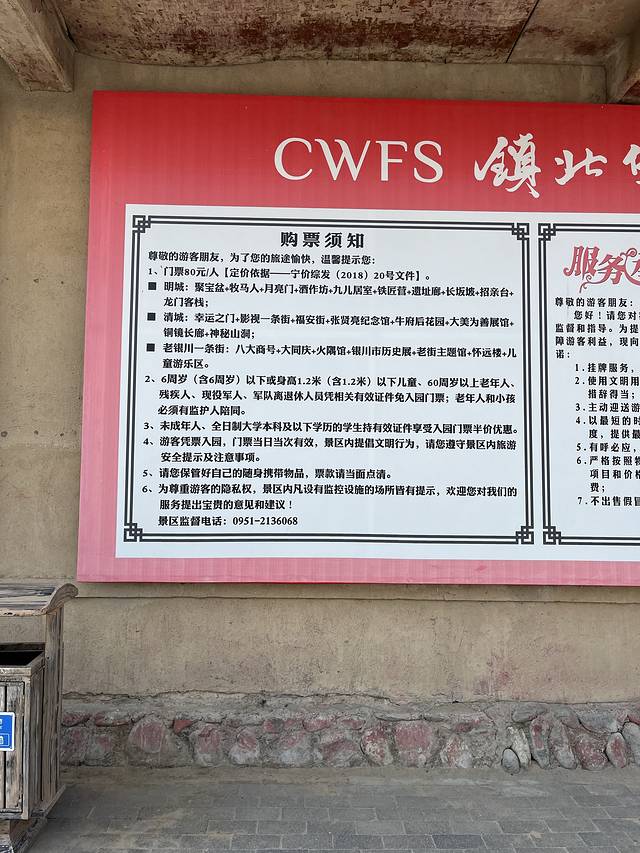 CWFS 镇北
购票须知
尊敬的游客朋友，为了您的旅途愉快，温馨提示您：
1、门票80元/人【定价依据——宁价综发（2018）20号文件】。
■ 明城：聚宝盆+牧马人+月亮门+酒作坊+九儿居室+铁匠营+遗址廊+长坂坡+招亲台+
龙门客栈；
■ 清城：幸运之门+影视一条街+福安街+张贤亮纪念馆+牛府后花园+大美为善展馆+
铜镜长廊+神秘山洞；
■ 老银川一条街：八大商号+大同庆+火隅馆+银川市历史展+老街主题馆+怀远楼+儿
童游乐区。
2、6周岁（含6周岁）以下或身高1.2米（含1.2米）以下儿童、60周岁以上老年人、
残疾人、现役军人、军队离退休人员凭相关有效证件免入园门票；老年人和小孩
必须有监护人陪同。
3、未成年人、全日制大学本科及以下学历的学生持有效证件享受入园门票半价优惠。
4、游客凭票入园，门票当日当次有效，景区内提倡文明行为，请您遵守景区内旅游
安全提示及注意事项。
5、请您保管好自己的随身携带物品，票款请当面点清。
6、为尊重游客的隐私权，景区内凡设有监控设施的场所皆有提示，欢迎您对我们的
服务提出宝贵的意见和建议！
景区监督电话：0951-2136068
服务
尊敬的游客朋友：
您好！请您对
监督和指导。为提
障游客利益，现向
诺：
1.挂牌服务，
2.使用文明用
措辞得当；
3.主动迎送游
4.以最短的时
度，提供最
5.有呼必应，
6.严格按照物
项目和价格
费；
7.不出售假冒